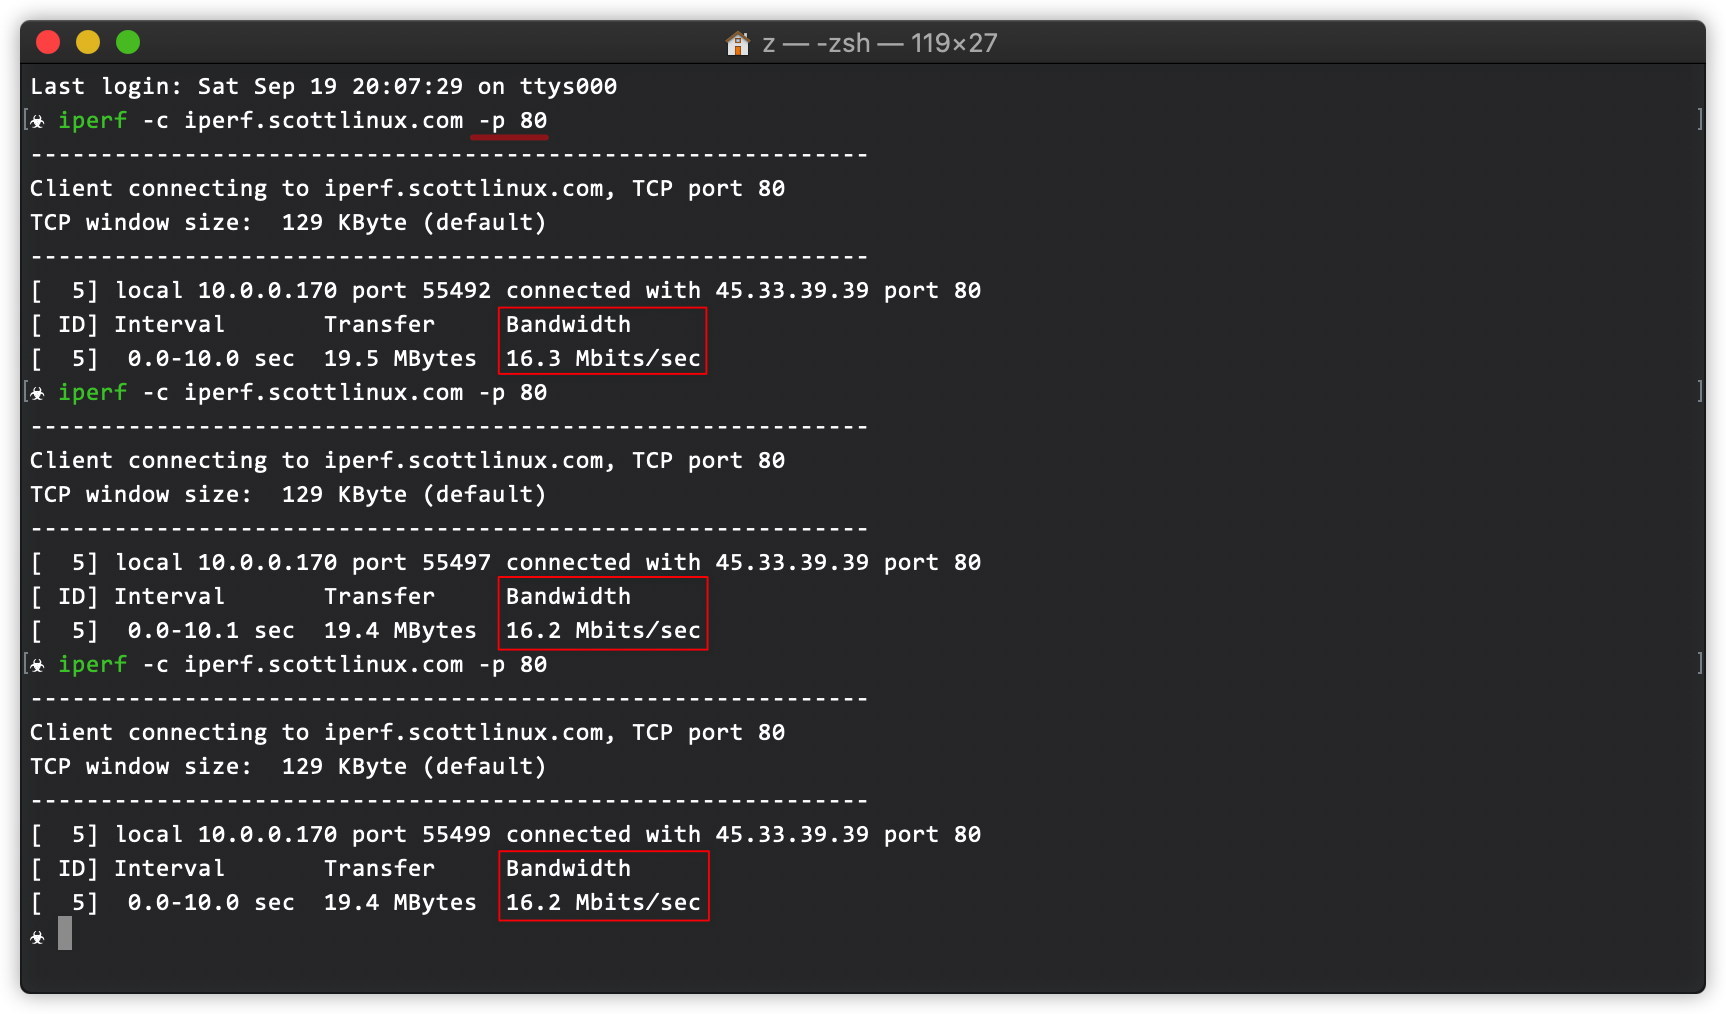 z — -zsh — 119×27
Last login: Sat Sep 19 20:07:29 on ttys000
[☣ iperf -c iperf.scottlinux.com -p 80 ]
------------------------------------------------------------
Client connecting to iperf.scottlinux.com, TCP port 80
TCP window size:  129 KByte (default)
------------------------------------------------------------
[  5] local 10.0.0.170 port 55492 connected with 45.33.39.39 port 80
[ ID] Interval       Transfer     Bandwidth
[  5]  0.0-10.0 sec  19.5 MBytes  16.3 Mbits/sec
[☣ iperf -c iperf.scottlinux.com -p 80 ]
------------------------------------------------------------
Client connecting to iperf.scottlinux.com, TCP port 80
TCP window size:  129 KByte (default)
------------------------------------------------------------
[  5] local 10.0.0.170 port 55497 connected with 45.33.39.39 port 80
[ ID] Interval       Transfer     Bandwidth
[  5]  0.0-10.1 sec  19.4 MBytes  16.2 Mbits/sec
[☣ iperf -c iperf.scottlinux.com -p 80 ]
------------------------------------------------------------
Client connecting to iperf.scottlinux.com, TCP port 80
TCP window size:  129 KByte (default)
------------------------------------------------------------
[  5] local 10.0.0.170 port 55499 connected with 45.33.39.39 port 80
[ ID] Interval       Transfer     Bandwidth
[  5]  0.0-10.0 sec  19.4 MBytes  16.2 Mbits/sec
☣